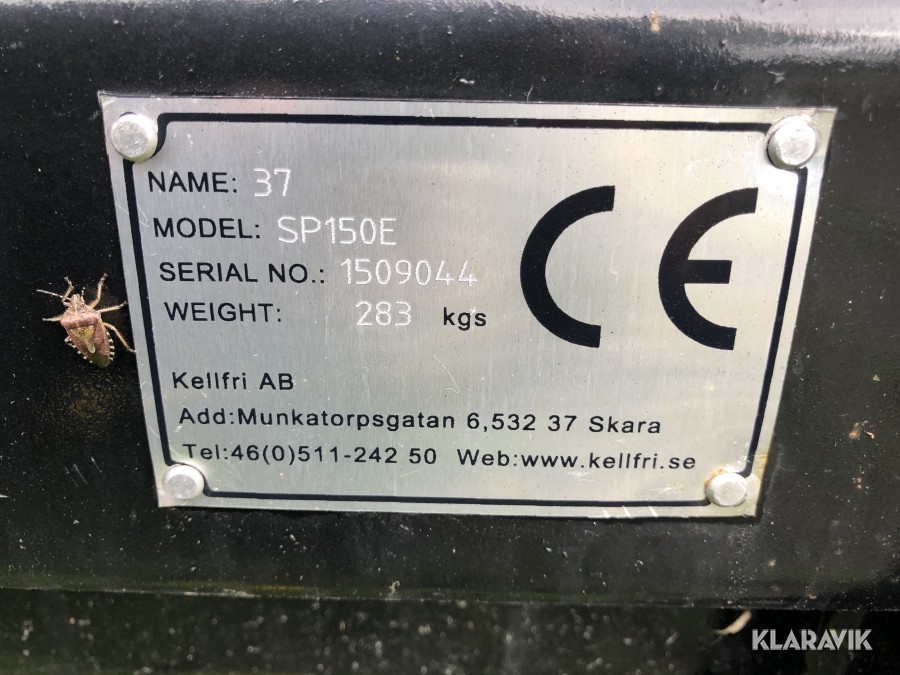 NAME: 37
MODEL: SP150E
SERIAL NO.: 1509044
WEIGHT: 283 kgs
CE
Kellfri AB
Add:Munkatorpsgatan 6,532 37 Skara
Tel:46(0)511-242 50 Web:www.kellfri.se
KLARAVIK